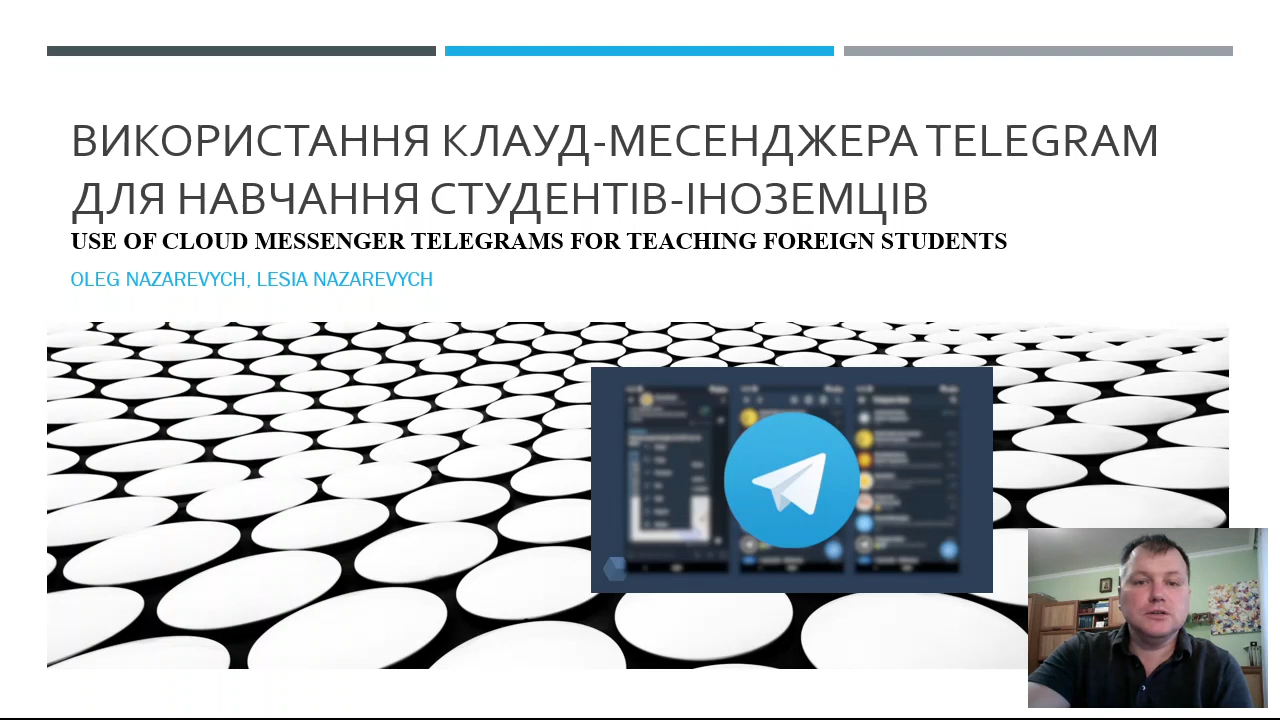 ВИКОРИСТАННЯ КЛАУД-МЕСЕНДЖЕРА TELEGRAM
ДЛЯ НАВЧАННЯ СТУДЕНТІВ-ІНОЗЕМЦІВ
USE OF CLOUD MESSENGER TELEGRAMS FOR TEACHING FOREIGN STUDENTS
OLEG NAZAREVYCH, LESIA NAZAREVYCH